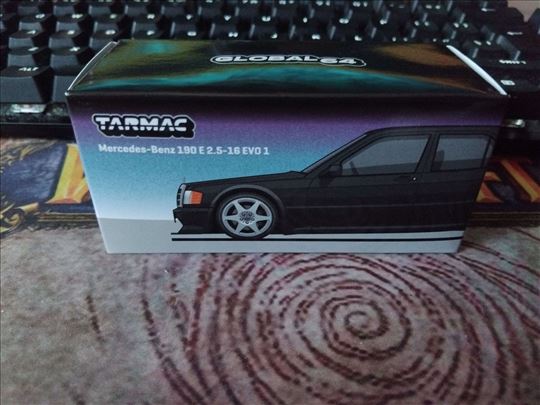 GLOBAL64
TARMAC
Mercedes-Benz 190 E 2.5-16 EVO 1